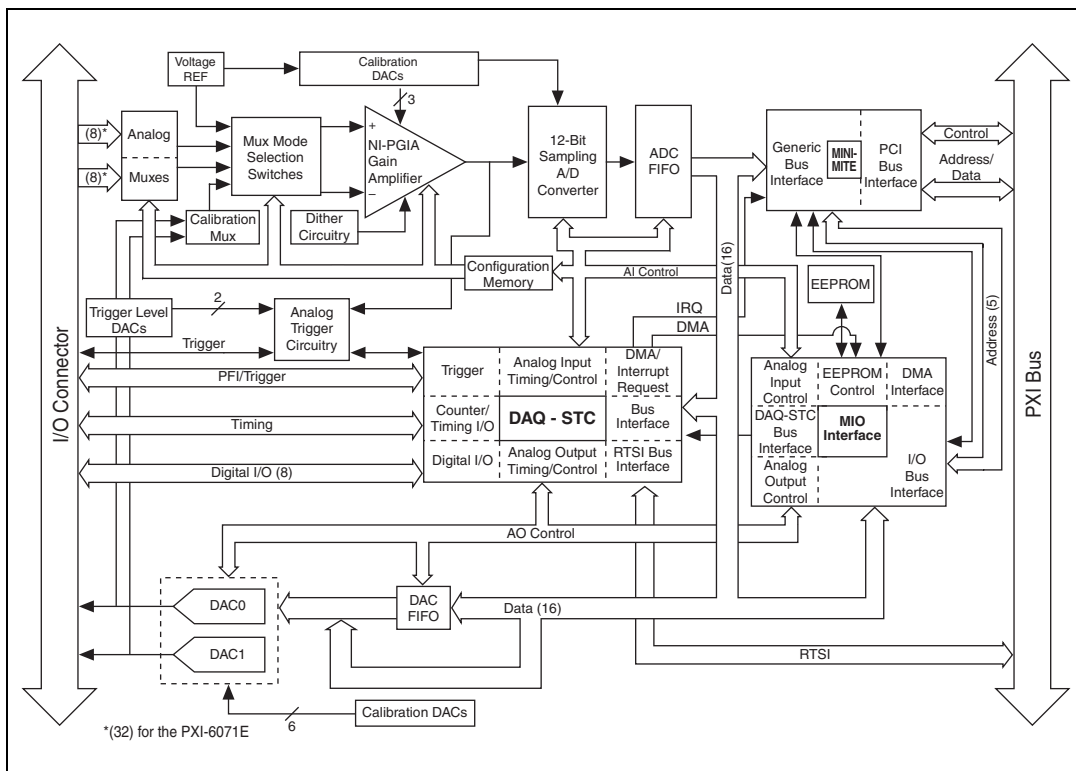 Voltage
REF
Calibration
DACs
3
(8)*
(8)*
Analog
Muxes
Mux Mode
Selection
Switches
+
NI-PGIA
Gain
Amplifier
–
12-Bit
Sampling
A/D
Converter
ADC
FIFO
Generic
Bus
Interface
MINI-
MITE
PCI
Bus
Interface
Control
Address/
Data
Calibration
Mux
Dither
Circuitry
Configuration
Memory
AI Control
Data(16)
EEPROM
Address (5)
IRQ
DMA
Trigger Level
DACs
2
Analog
Trigger
Circuitry
Trigger
PFI/Trigger
Timing
Digital I/O (8)
I/O Connector
PXI Bus
Trigger
Analog Input
Timing/Control
DMA/
Interrupt
Request
Counter/
Timing I/O
DAQ - STC
Bus
Interface
Digital I/O
Analog Output
Timing/Control
RTSI Bus
Interface
Analog
Input
Control
EEPROM
Control
DMA
Interface
DAQ-STC
Bus
Interface
MIO
Interface
Analog
Output
Control
I/O
Bus
Interface
AO Control
DAC0
DAC1
DAC
FIFO
Data (16)
RTSI
6
Calibration DACs
*(32) for the PXI-6071E